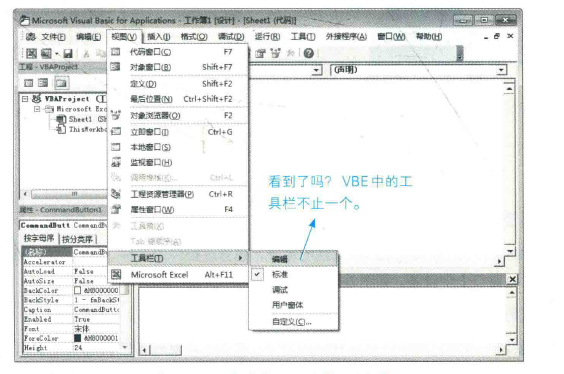 Microsoft Visual Basic for Applications - 工作簿1 [设计] - [Sheet1 (代码)]
文件(F) 编辑(E) 视图(V) 插入(I) 格式(O) 调试(D) 运行(R) 工具(T) 外接程序(A) 窗口(W) 帮助(H)
工程 - VBAProject
VBAProject (工
Microsoft Exc
Sheet1 (Sh
ThisWorkbo
代码窗口(C) F7
对象窗口(B) Shift+F7
定义(D) Shift+F2
最后位置(N) Ctrl+Shift+F2
对象浏览器(O) F2
立即窗口(I) Ctrl+G
本地窗口(S)
监视窗口(H)
调用堆栈(K)... Ctrl+L
工程资源管理器(P) Ctrl+R
属性窗口(W) F4
工具箱(X)
Tab 键顺序(A)
工具栏(T)
Microsoft Excel Alt+F11
编辑
标准
调试
用户窗体
自定义(C)...
(声明)
看到了吗? VBE 中的工
具栏不止一个。
属性 - CommandButton1
CommandButt CommandB
按字母序 按分类序
(名称) CommandB
Accelerator
AutoLoad False
AutoSize False
BackColor &H8000000
BackStyle 1 - fmBackSt
Caption CommandButto
Enabled True
Font 宋体
ForeColor &H8000001
Height 24